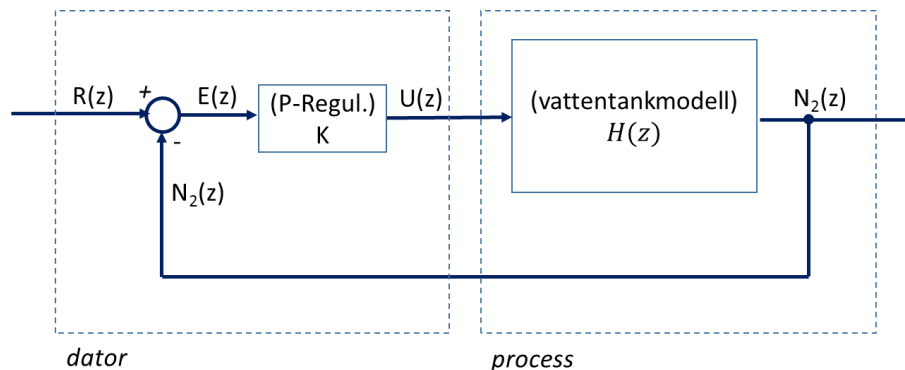 R(z)
+
E(z)
(P-Regul.)
K
U(z)
(vattentankmodell)
H(z)
N₂(z)
-
N₂(z)
dator
process